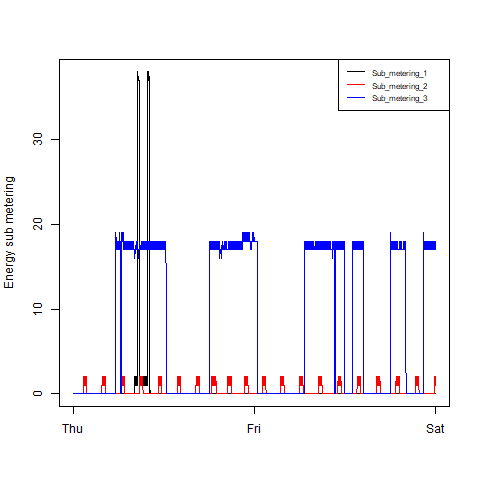 Sub_metering_1
Sub_metering_2
Sub_metering_3
Energy sub metering
30
20
10
0
Thu
Fri
Sat